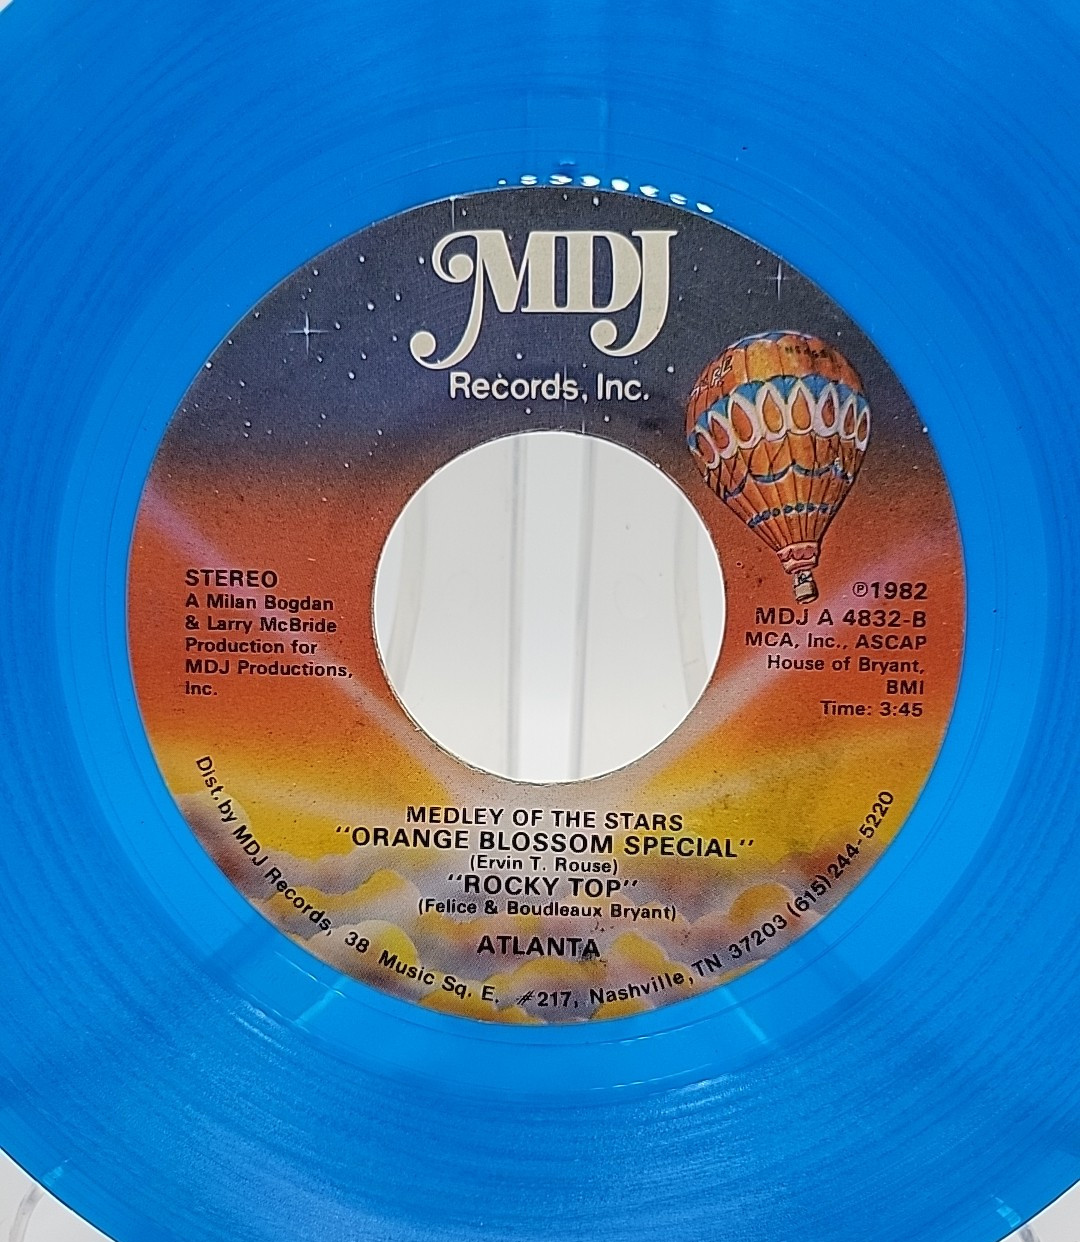 MDJ
Records, Inc.
STEREO
A Milan Bogdan
& Larry McBride
Production for
MDJ Productions,
Inc.
℗1982
MDJ A 4832-B
MCA, Inc., ASCAP
House of Bryant,
BMI
Time: 3:45
MEDLEY OF THE STARS
"ORANGE BLOSSOM SPECIAL"
(Ervin T. Rouse)
"ROCKY TOP"
(Felice & Boudleaux Bryant)
ATLANTA
Dist. by MDJ Records, 38 Music Sq. E. #217, Nashville, TN 37203 (615) 244-5220